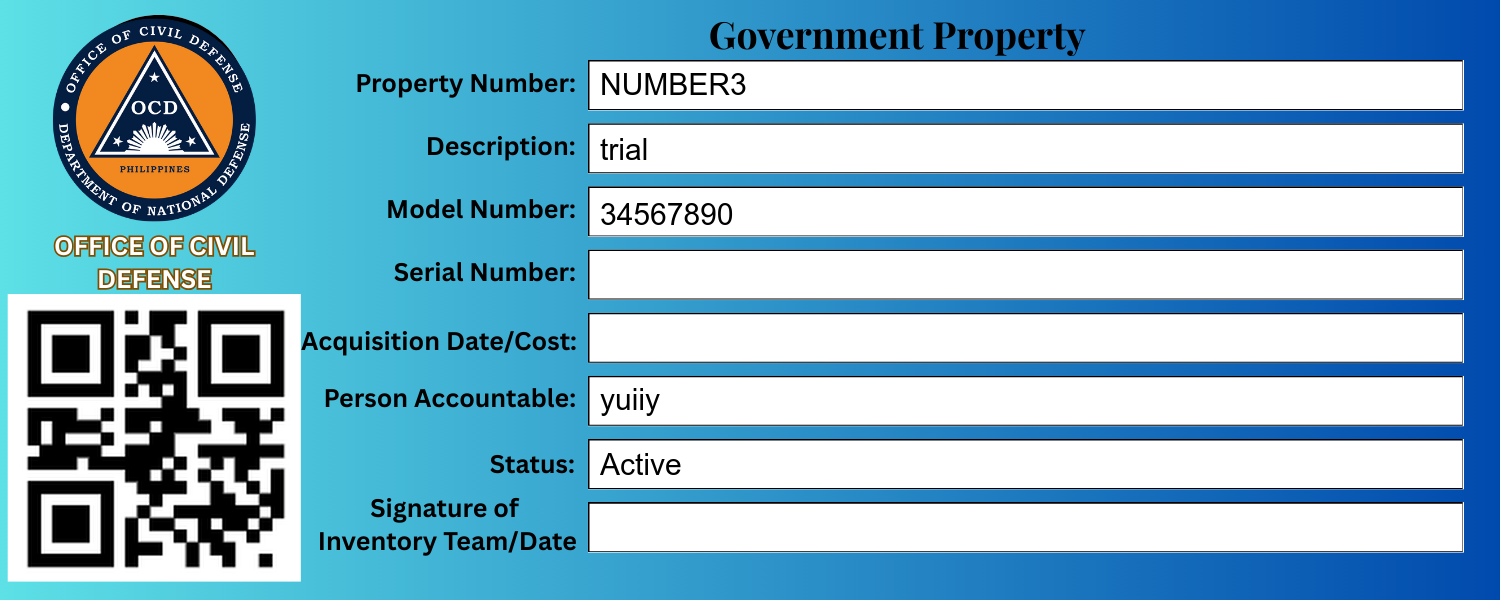 OFFICE OF CIVIL DEFENSE
DEPARTMENT OF NATIONAL DEFENSE
OCD
PHILIPPINES
OFFICE OF CIVIL
DEFENSE
Government Property
Property Number: NUMBER3
Description: trial
Model Number: 34567890
Serial Number:
Acquisition Date/Cost:
Person Accountable: yuiiy
Status: Active
Signature of
Inventory Team/Date